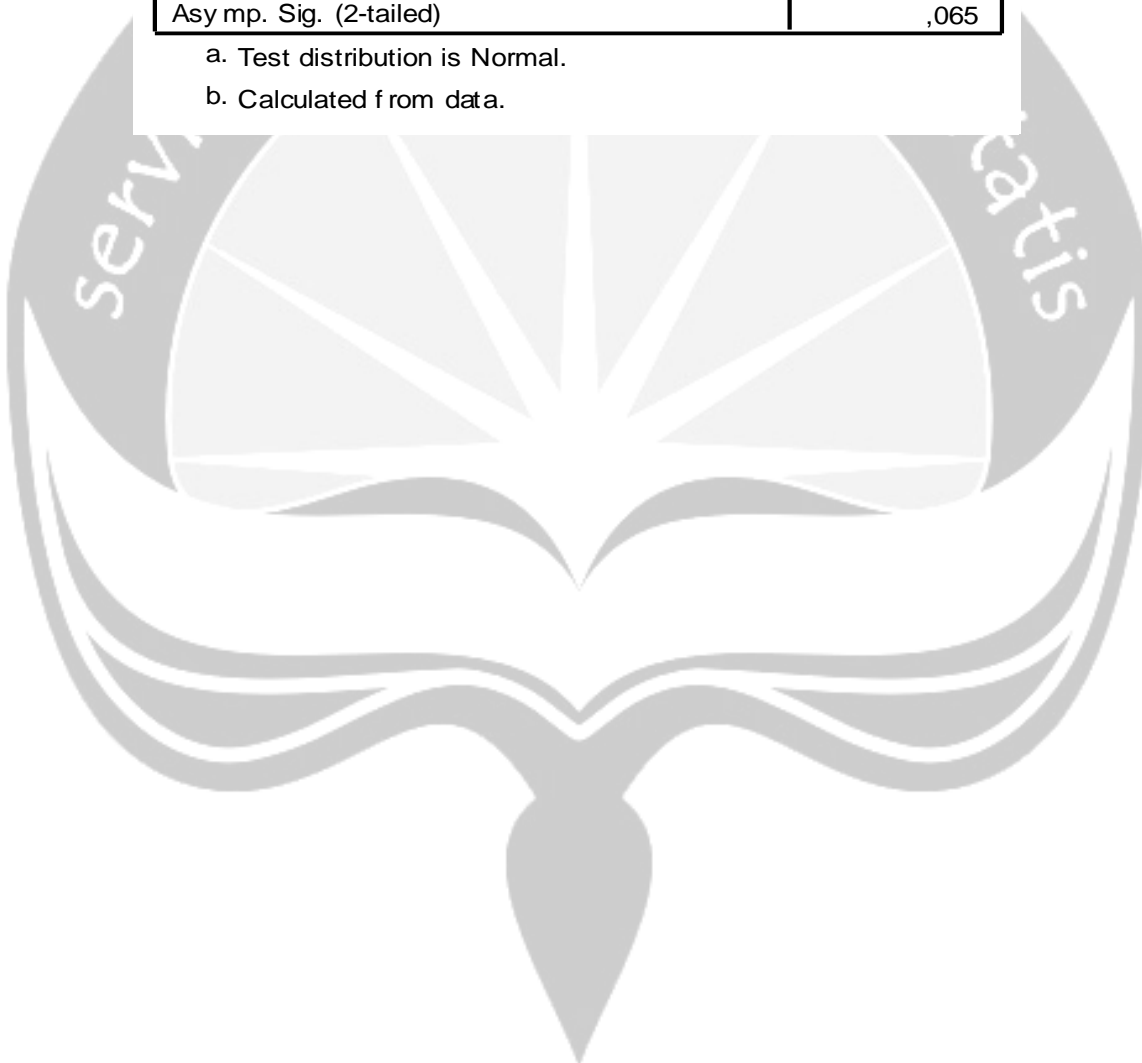 Asymp. Sig. (2-tailed) ,065
a. Test distribution is Normal.
b. Calculated from data.